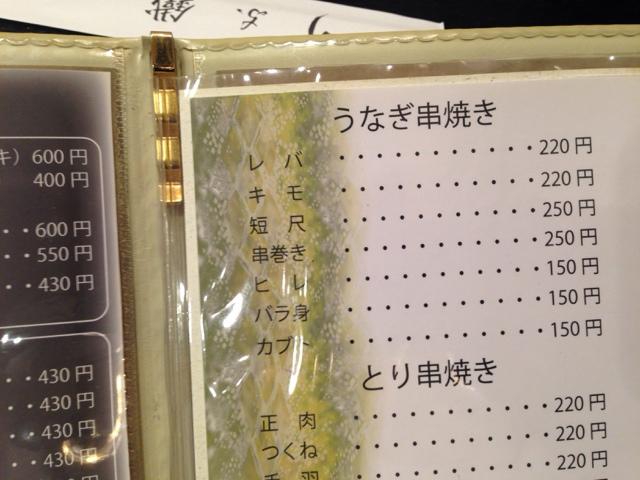 キ）600円
400円
・・600円
・・550円
・・430円
・・430円
・・430円
・・430円
・・430円
うなぎ串焼き
レバ・・・・・・・・・・・220円
キモ・・・・・・・・・・・220円
短尺・・・・・・・・・・・250円
串巻き・・・・・・・・・・・250円
ヒレ・・・・・・・・・・・150円
バラ身・・・・・・・・・・・150円
カブト・・・・・・・・・・・150円
とり串焼き
正肉・・・・・・・・・・・220円
つくね・・・・・・・・・・・220円
手羽・・・・・・・・・・・220円